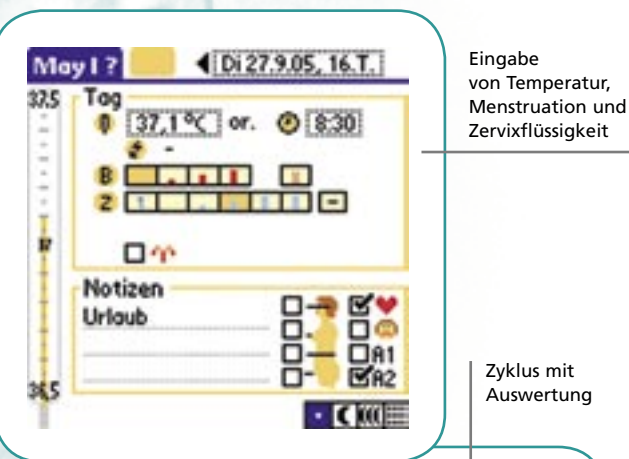 May I ?
Di 27.9.05, 16.T.
37.5
Tag
37,1 °C or. 8:30
-
B
Z
-
37
Notizen
Urlaub
A1
A2
36,5
Eingabe
von Temperatur,
Menstruation und
Zervixflüssigkeit
Zyklus mit
Auswertung